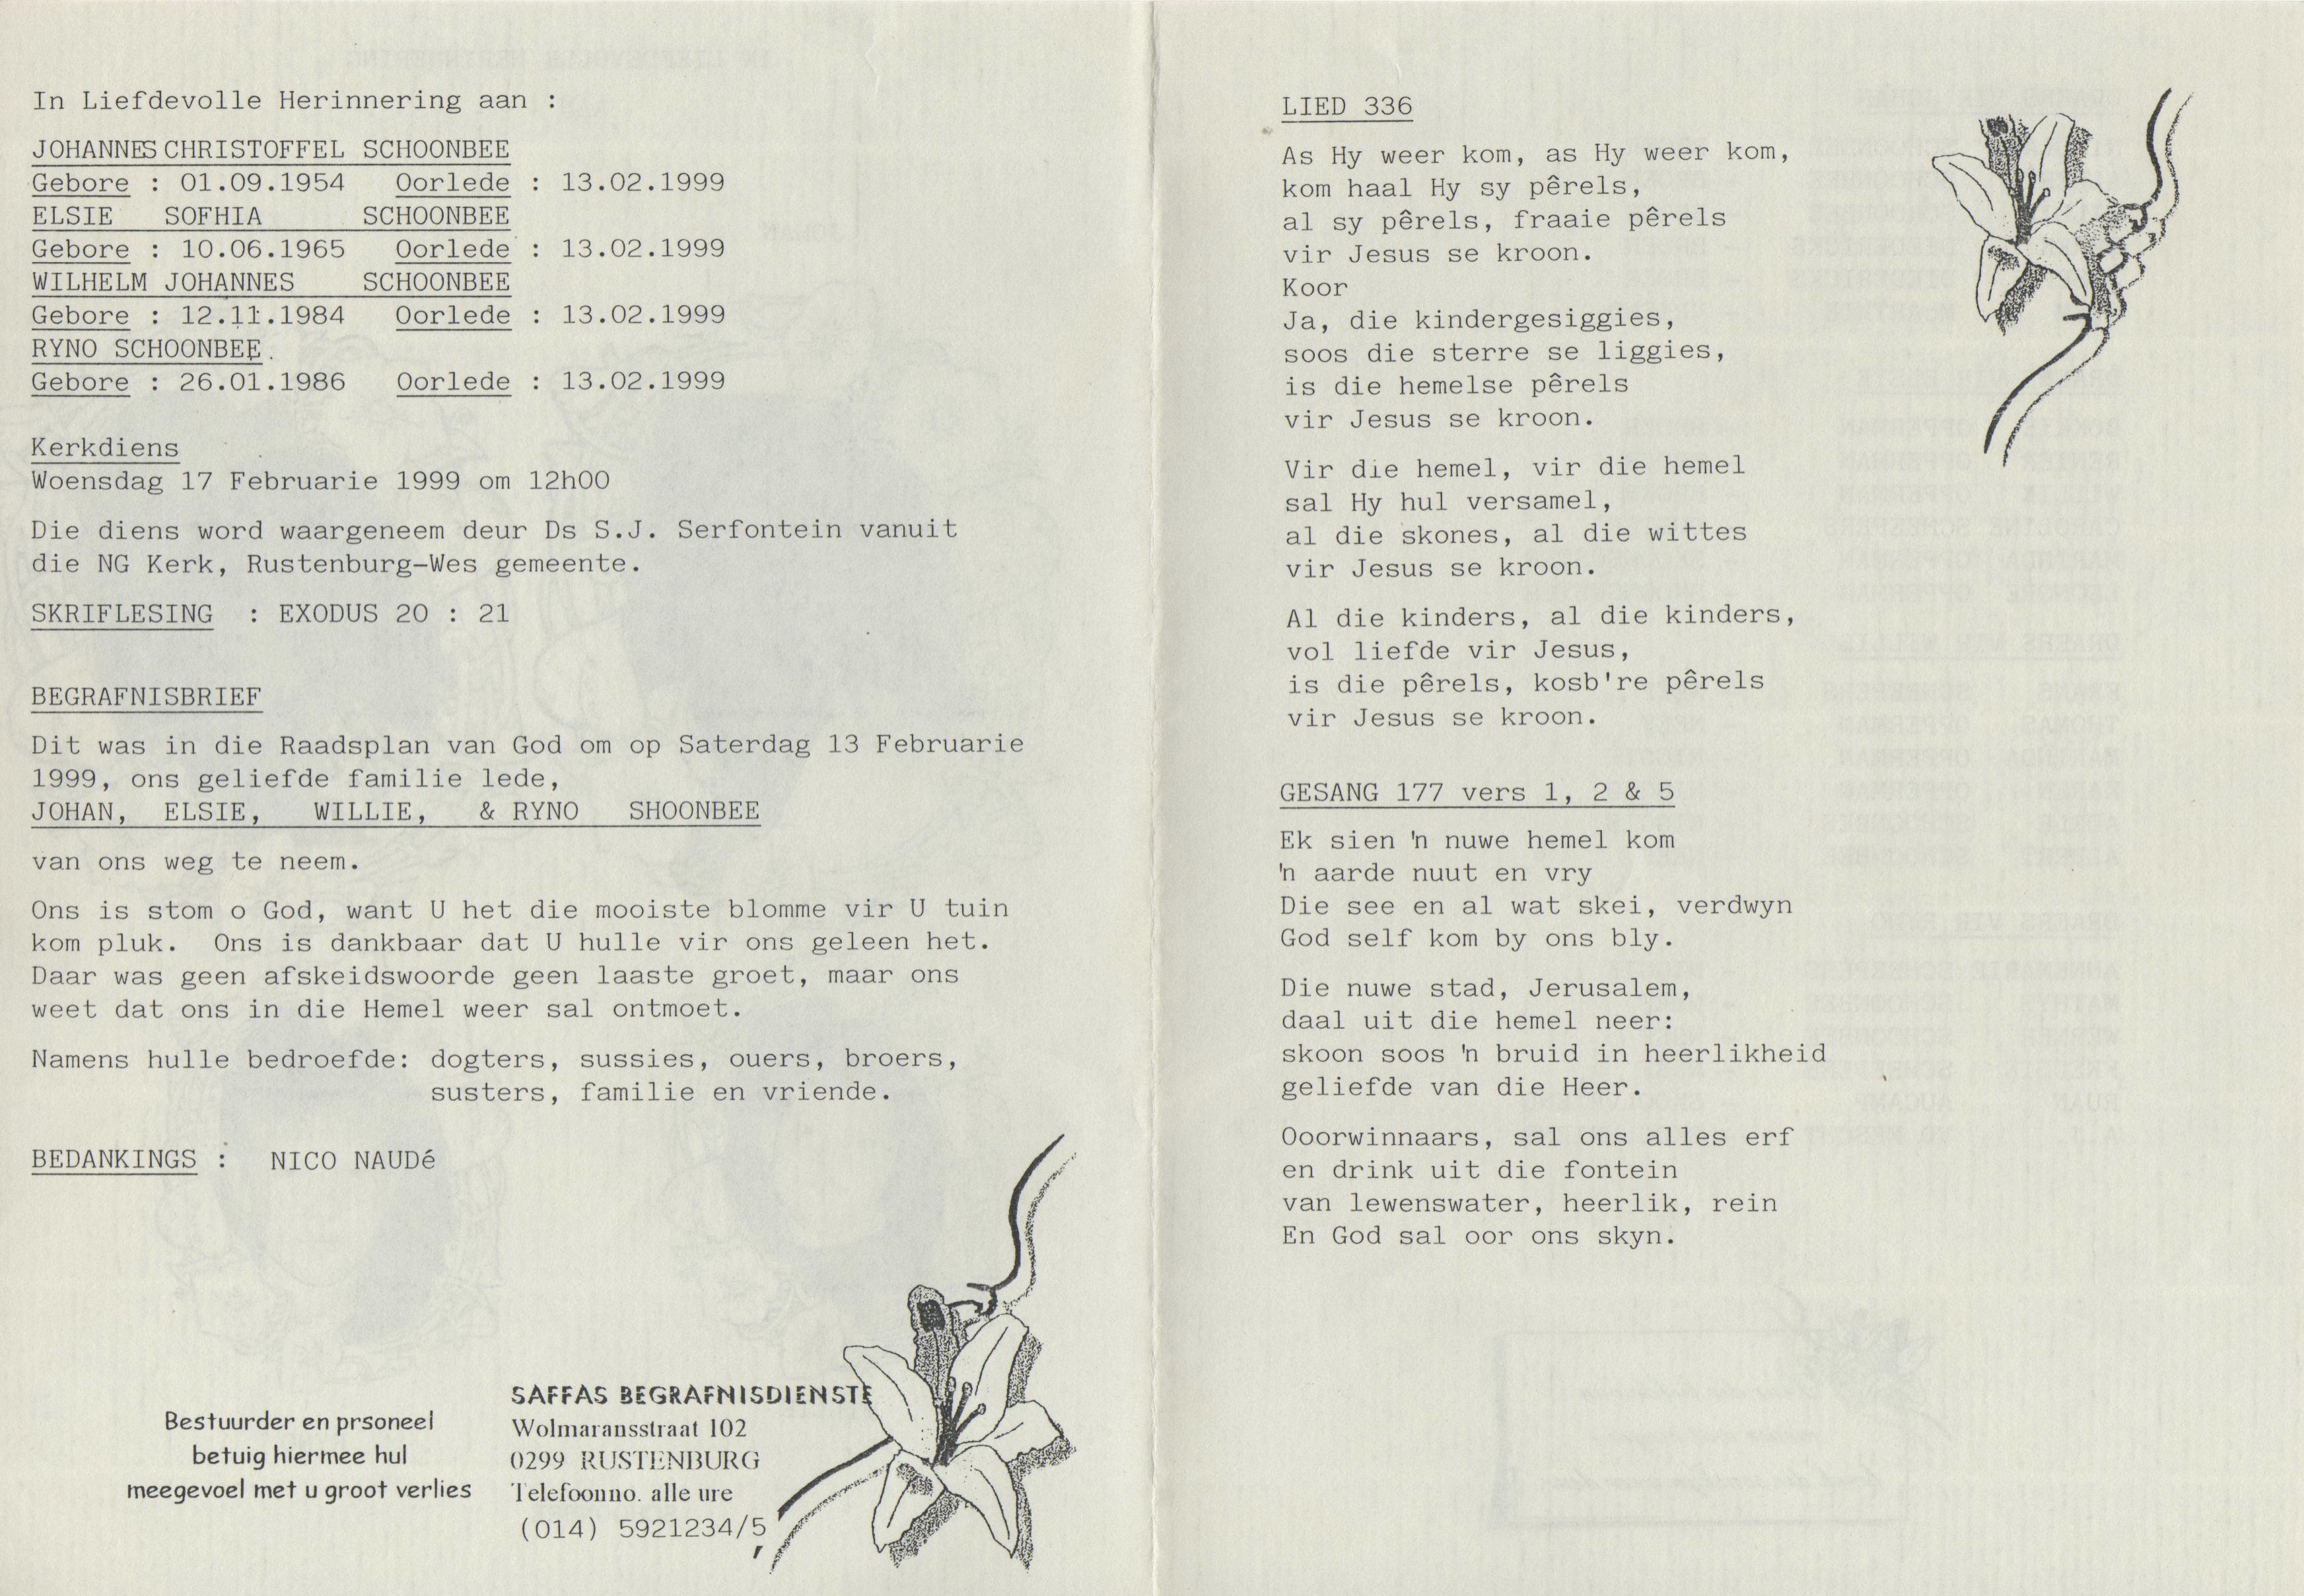 In Liefdevolle Herinnering aan :
JOHANNES CHRISTOFFEL SCHOONBEE
Gebore : 01.09.1954 Oorlede : 13.02.1999
ELSIE SOFHIA SCHOONBEE
Gebore : 10.06.1965 Oorlede : 13.02.1999
WILHELM JOHANNES SCHOONBEE
Gebore : 12.11.1984 Oorlede : 13.02.1999
RYNO SCHOONBEE.
Gebore : 26.01.1986 Oorlede : 13.02.1999
Kerkdiens
Woensdag 17 Februarie 1999 om 12h00
Die diens word waargeneem deur Ds S.J. Serfontein vanuit
die NG Kerk, Rustenburg-Wes gemeente.
SKRIFLESING : EXODUS 20 : 21
BEGRAFNISBRIEF
Dit was in die Raadsplan van God om op Saterdag 13 Februarie
1999, ons geliefde familie lede,
JOHAN, ELSIE, WILLIE, & RYNO SHOONBEE
van ons weg te neem.
Ons is stom o God, want U het die mooiste blomme vir U tuin
kom pluk. Ons is dankbaar dat U hulle vir ons geleen het.
Daar was geen afskeidswoorde geen laaste groet, maar ons
weet dat ons in die Hemel weer sal ontmoet.
Namens hulle bedroefde: dogters, sussies, ouers, broers,
susters, familie en vriende.
BEDANKINGS : NICO NAUDé
Bestuurder en prsoneel
betuig hiermee hul
meegevoel met u groot verlies
SAFFAS BEGRAFNISDIENSTE
Wolmaransstraat 102
0299 RUSTENBURG
Telefoonno. alle ure
(014) 5921234/5
LIED 336
As Hy weer kom, as Hy weer kom,
kom haal Hy sy pêrels,
al sy pêrels, fraaie pêrels
vir Jesus se kroon.
Koor
Ja, die kindergesiggies,
soos die sterre se liggies,
is die hemelse pêrels
vir Jesus se kroon.
Vir die hemel, vir die hemel
sal Hy hul versamel,
al die skones, al die wittes
vir Jesus se kroon.
Al die kinders, al die kinders,
vol liefde vir Jesus,
is die pêrels, kosb're pêrels
vir Jesus se kroon.
GESANG 177 vers 1, 2 & 5
Ek sien 'n nuwe hemel kom
'n aarde nuut en vry
Die see en al wat skei, verdwyn
God self kom by ons bly.
Die nuwe stad, Jerusalem,
daal uit die hemel neer:
skoon soos 'n bruid in heerlikheid
geliefde van die Heer.
Ooorwinnaars, sal ons alles erf
en drink uit die fontein
van lewenswater, heerlik, rein
En God sal oor ons skyn.